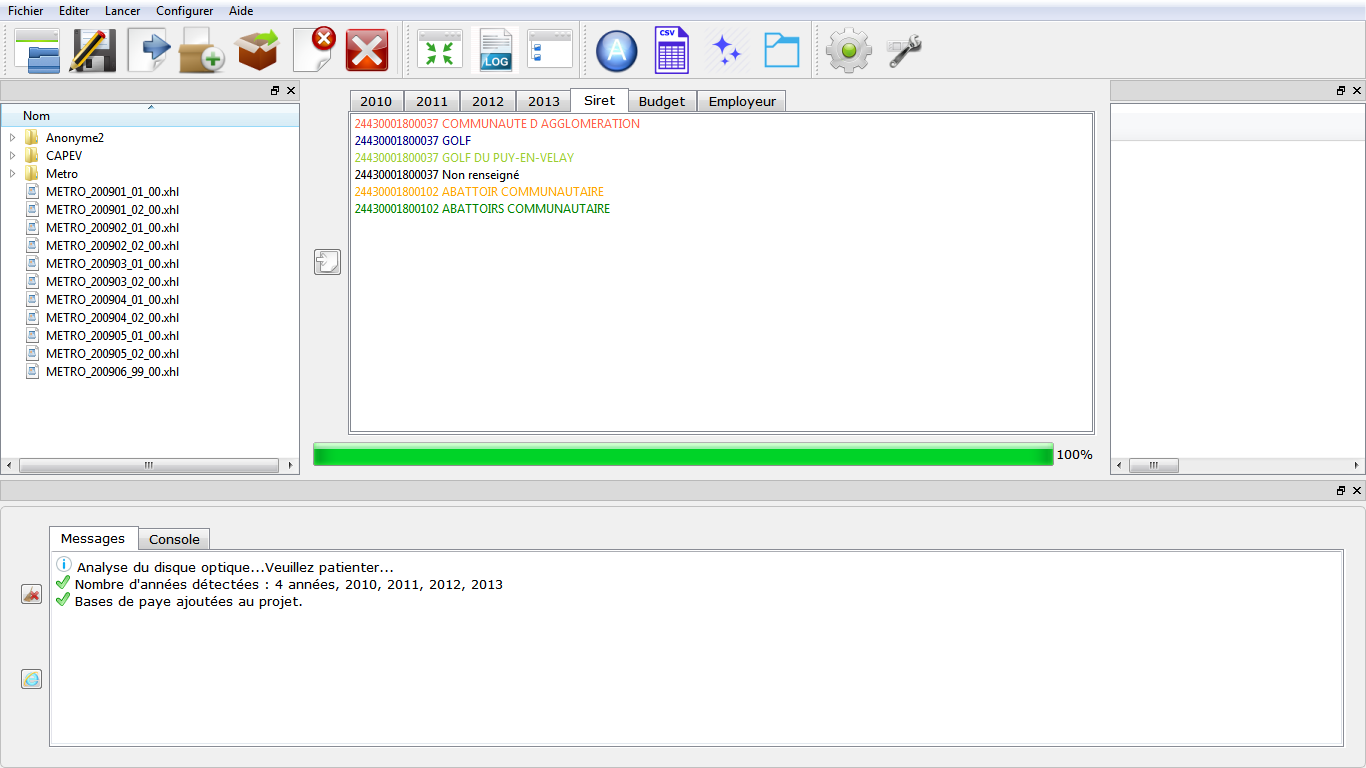 Fichier Editer Lancer Configurer Aide
CSV
LOG
A
Nom
Anonyme2
CAPEV
Metro
METRO_200901_01_00.xhl
METRO_200901_02_00.xhl
METRO_200902_01_00.xhl
METRO_200902_02_00.xhl
METRO_200903_01_00.xhl
METRO_200903_02_00.xhl
METRO_200904_01_00.xhl
METRO_200904_02_00.xhl
METRO_200905_01_00.xhl
METRO_200905_02_00.xhl
METRO_200906_99_00.xhl
2010 2011 2012 2013 Siret Budget Employeur
24430001800037 COMMUNAUTE D AGGLOMERATION
24430001800037 GOLF
24430001800037 GOLF DU PUY-EN-VELAY
24430001800037 Non renseigné
24430001800102 ABATTOIR COMMUNAUTAIRE
24430001800102 ABATTOIRS COMMUNAUTAIRE
100%
Messages Console
Analyse du disque optique...Veuillez patienter...
Nombre d'années détectées : 4 années, 2010, 2011, 2012, 2013
Bases de paye ajoutées au projet.